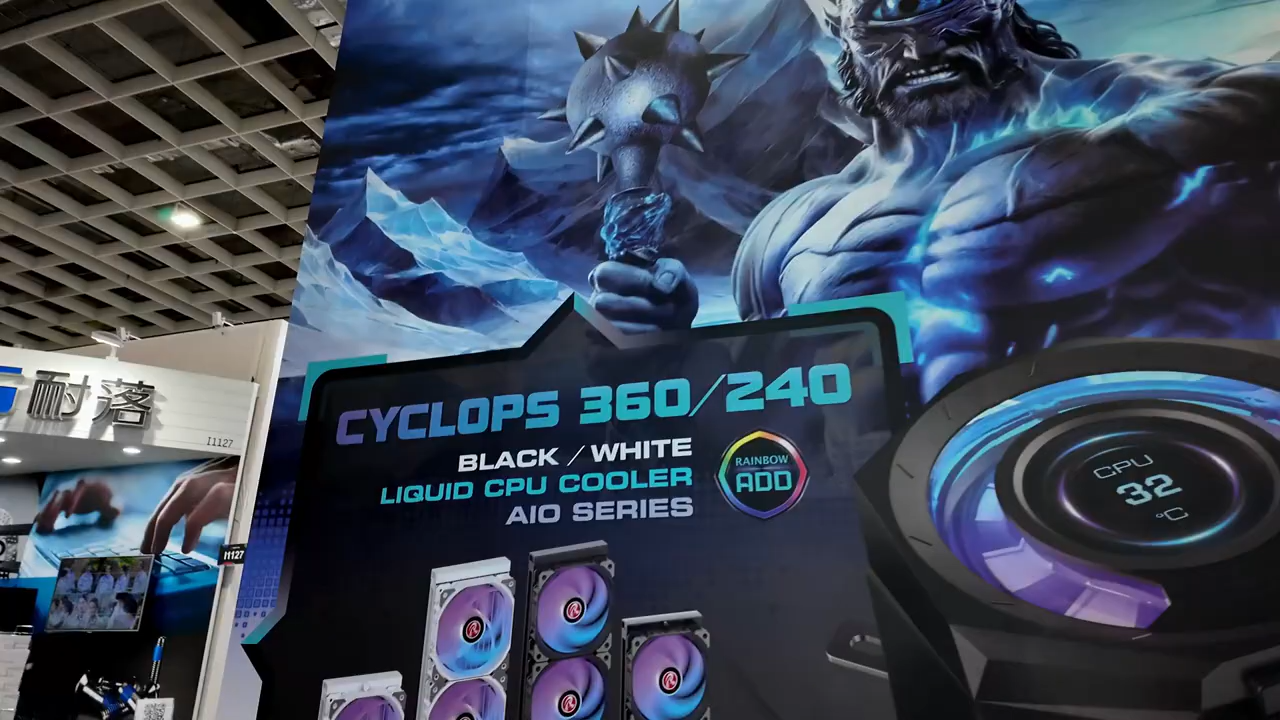 耐落
I1127
I1127
CYCLOPS 360/240
BLACK / WHITE
LIQUID CPU COOLER
AIO SERIES
RAINBOW
ADD
CPU
32
°C